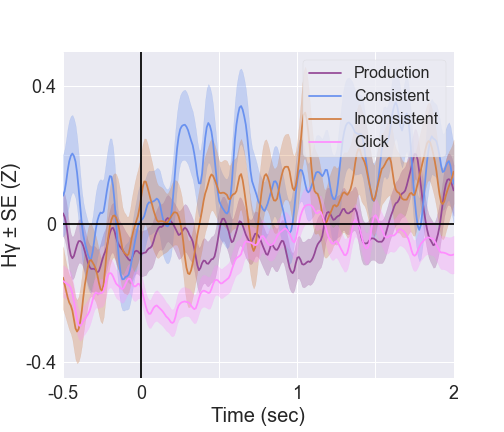 Production
Consistent
Inconsistent
Click
0.4
0
-0.4
Hγ ± SE (Z)
-0.5
0
1
2
Time (sec)